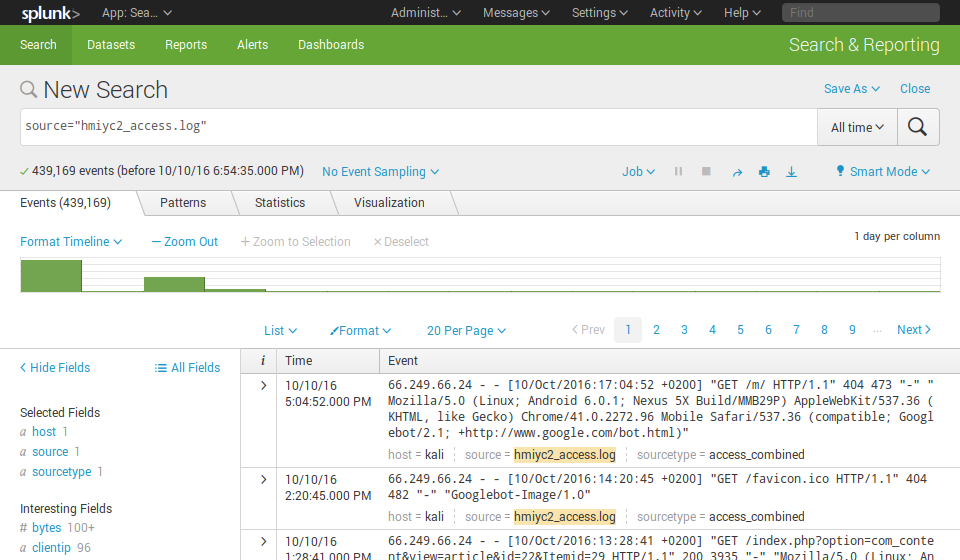 splunk> App: Sea... Administ... Messages Settings Activity Help Find
Search Datasets Reports Alerts Dashboards Search & Reporting
New Search Save As Close
source="hmiyc2_access.log" All time
439,169 events (before 10/10/16 6:54:35.000 PM) No Event Sampling Job Smart Mode
Events (439,169) Patterns Statistics Visualization
Format Timeline — Zoom Out + Zoom to Selection × Deselect 1 day per column
List Format 20 Per Page < Prev 1 2 3 4 5 6 7 8 9 ... Next >
< Hide Fields All Fields
i Time Event
Selected Fields
a host 1
a source 1
a sourcetype 1
Interesting Fields
# bytes 100+
a clientip 96
> 10/10/16
5:04:52.000 PM
66.249.66.24 - - [10/Oct/2016:17:04:52 +0200] "GET /m/ HTTP/1.1" 404 473 "-" "
Mozilla/5.0 (Linux; Android 6.0.1; Nexus 5X Build/MMB29P) AppleWebKit/537.36 (
KHTML, like Gecko) Chrome/41.0.2272.96 Mobile Safari/537.36 (compatible; Googl
ebot/2.1; +http://www.google.com/bot.html)"
host = kali source = hmiyc2_access.log sourcetype = access_combined
> 10/10/16
2:20:45.000 PM
66.249.66.24 - - [10/Oct/2016:14:20:45 +0200] "GET /favicon.ico HTTP/1.1" 404
482 "-" "Googlebot-Image/1.0"
host = kali source = hmiyc2_access.log sourcetype = access_combined
> 10/10/16
1:28:41.000 PM
66.249.66.24 - - [10/Oct/2016:13:28:41 +0200] "GET /index.php?option=com_conte
nt&view=article&id=22&Itemid=29 HTTP/1.1" 200 3935 "-" "Mozilla/5.0 (Linux; An